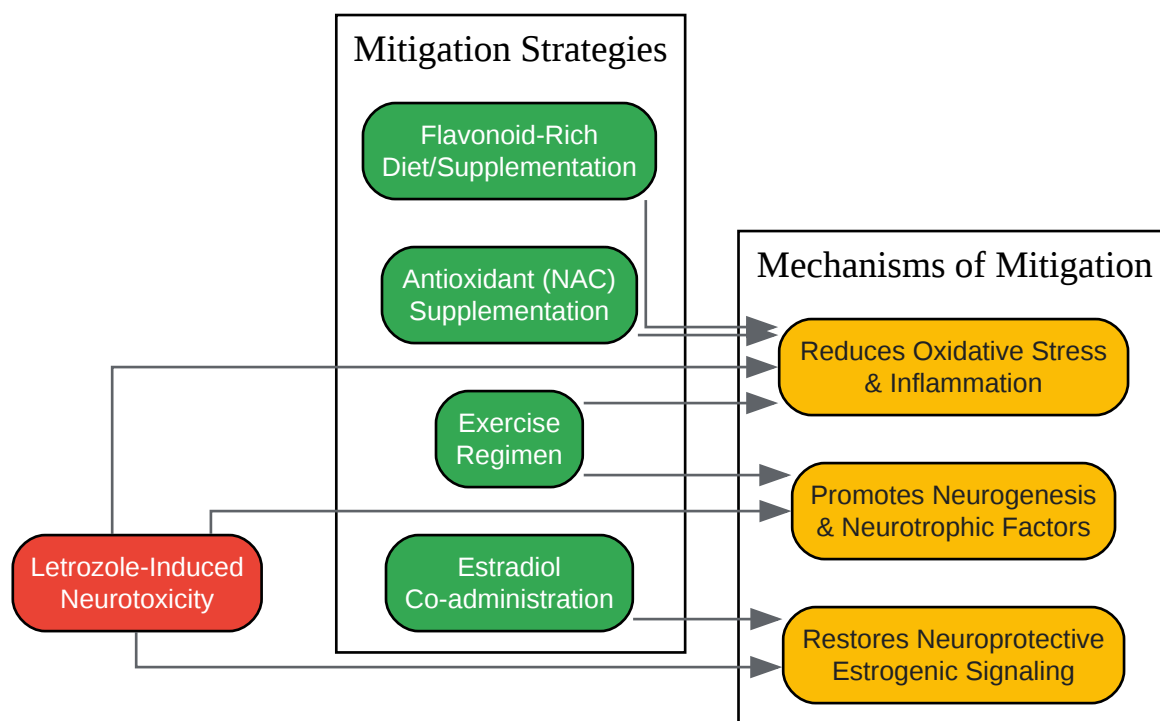 Mitigation Strategies
Flavonoid-Rich
Diet/Supplementation
Antioxidant (NAC)
Supplementation
Exercise
Regimen
Estradiol
Co-administration
Letrozole-Induced
Neurotoxicity
Mechanisms of Mitigation
Reduces Oxidative Stress
& Inflammation
Promotes Neurogenesis
& Neurotrophic Factors
Restores Neuroprotective
Estrogenic Signaling